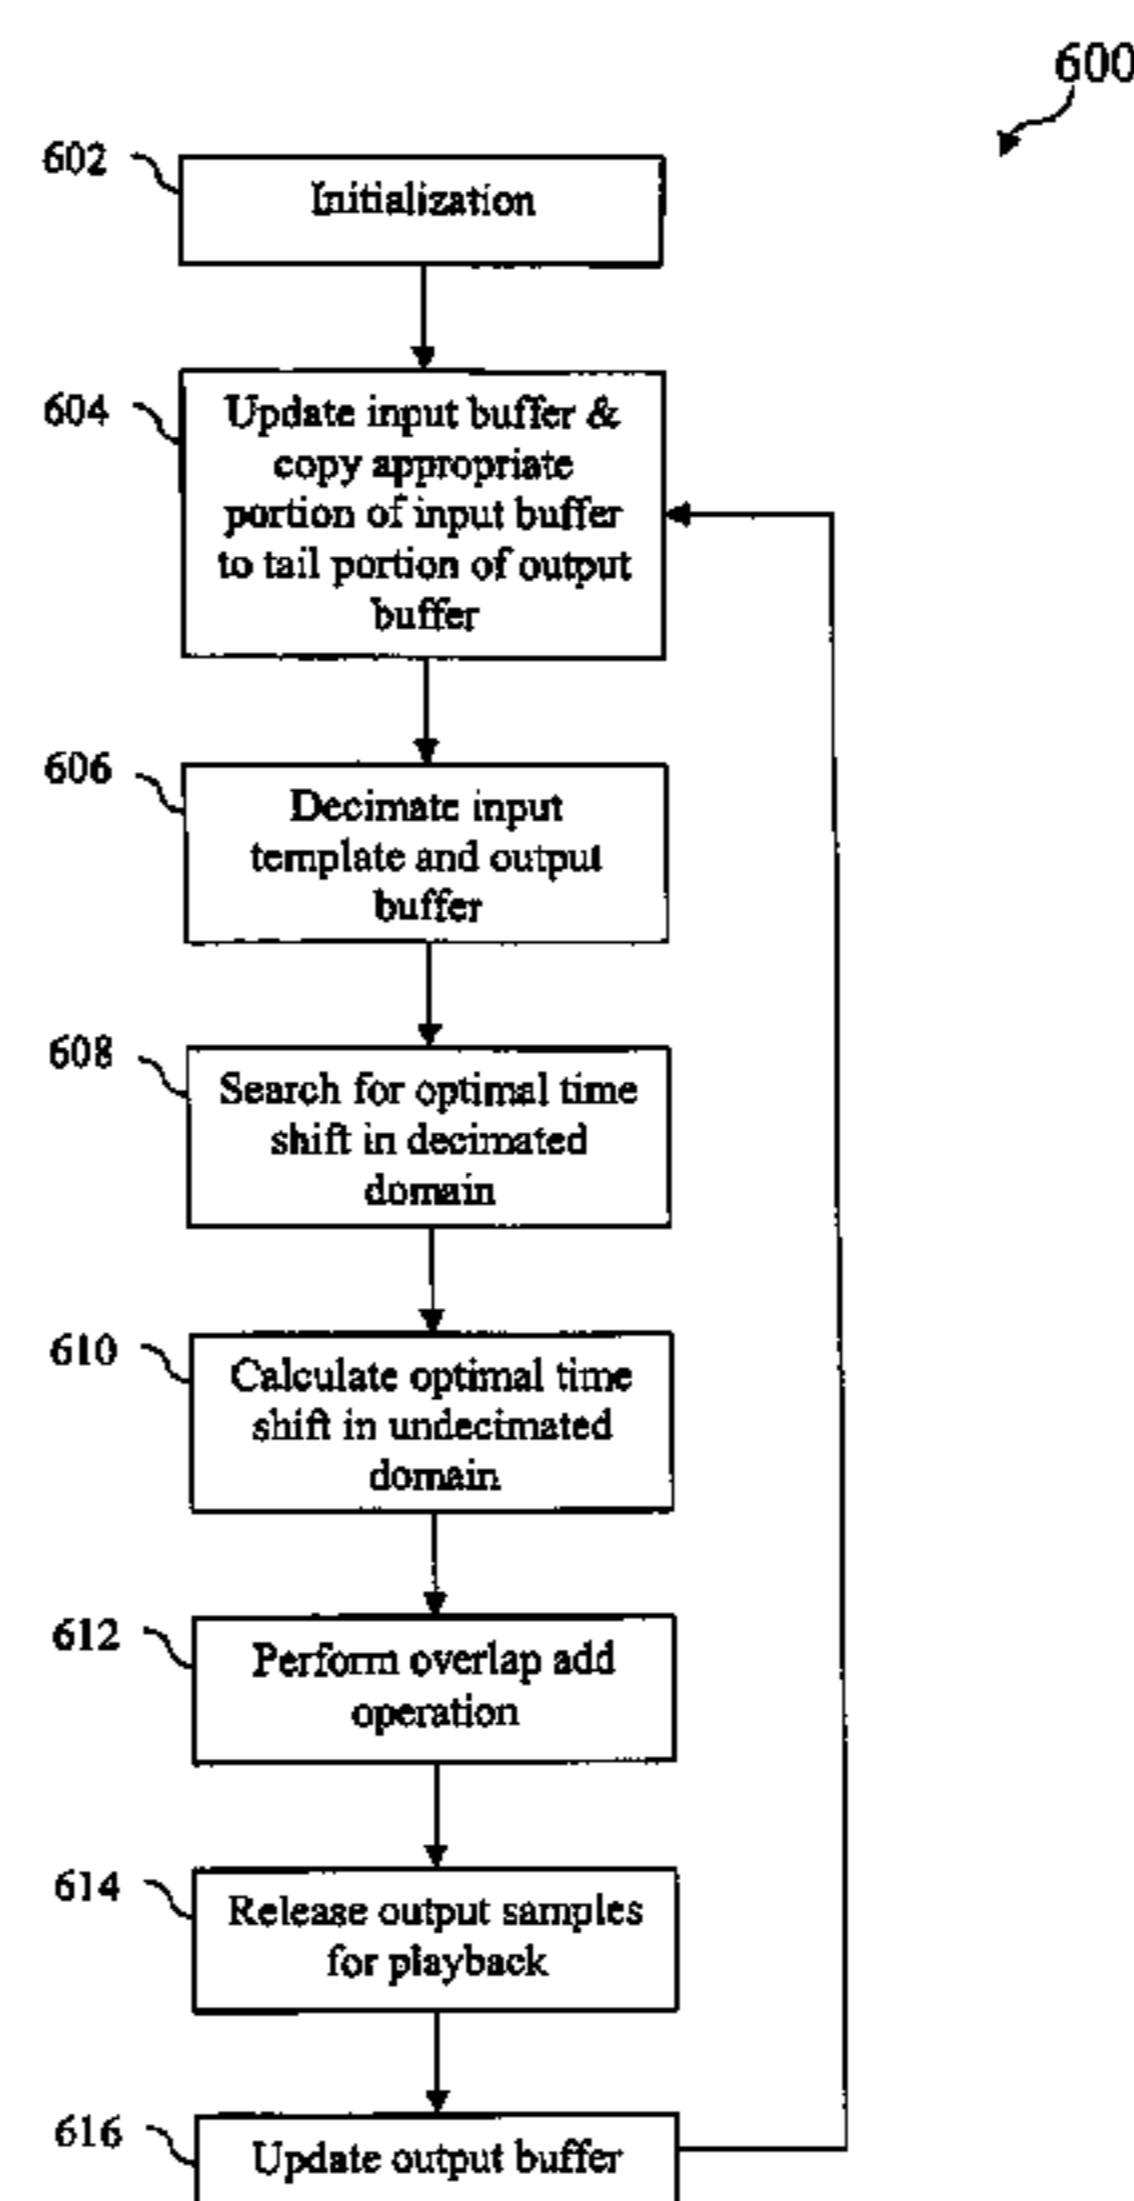 600
602
Initialization
604
Update input buffer &
copy appropriate
portion of input buffer
to tail portion of output
buffer
606
Decimate input
template and output
buffer
608
Search for optimal time
shift in decimated
domain
610
Calculate optimal time
shift in undecimated
domain
612
Perform overlap add
operation
614
Release output samples
for playback
616
Update output buffer